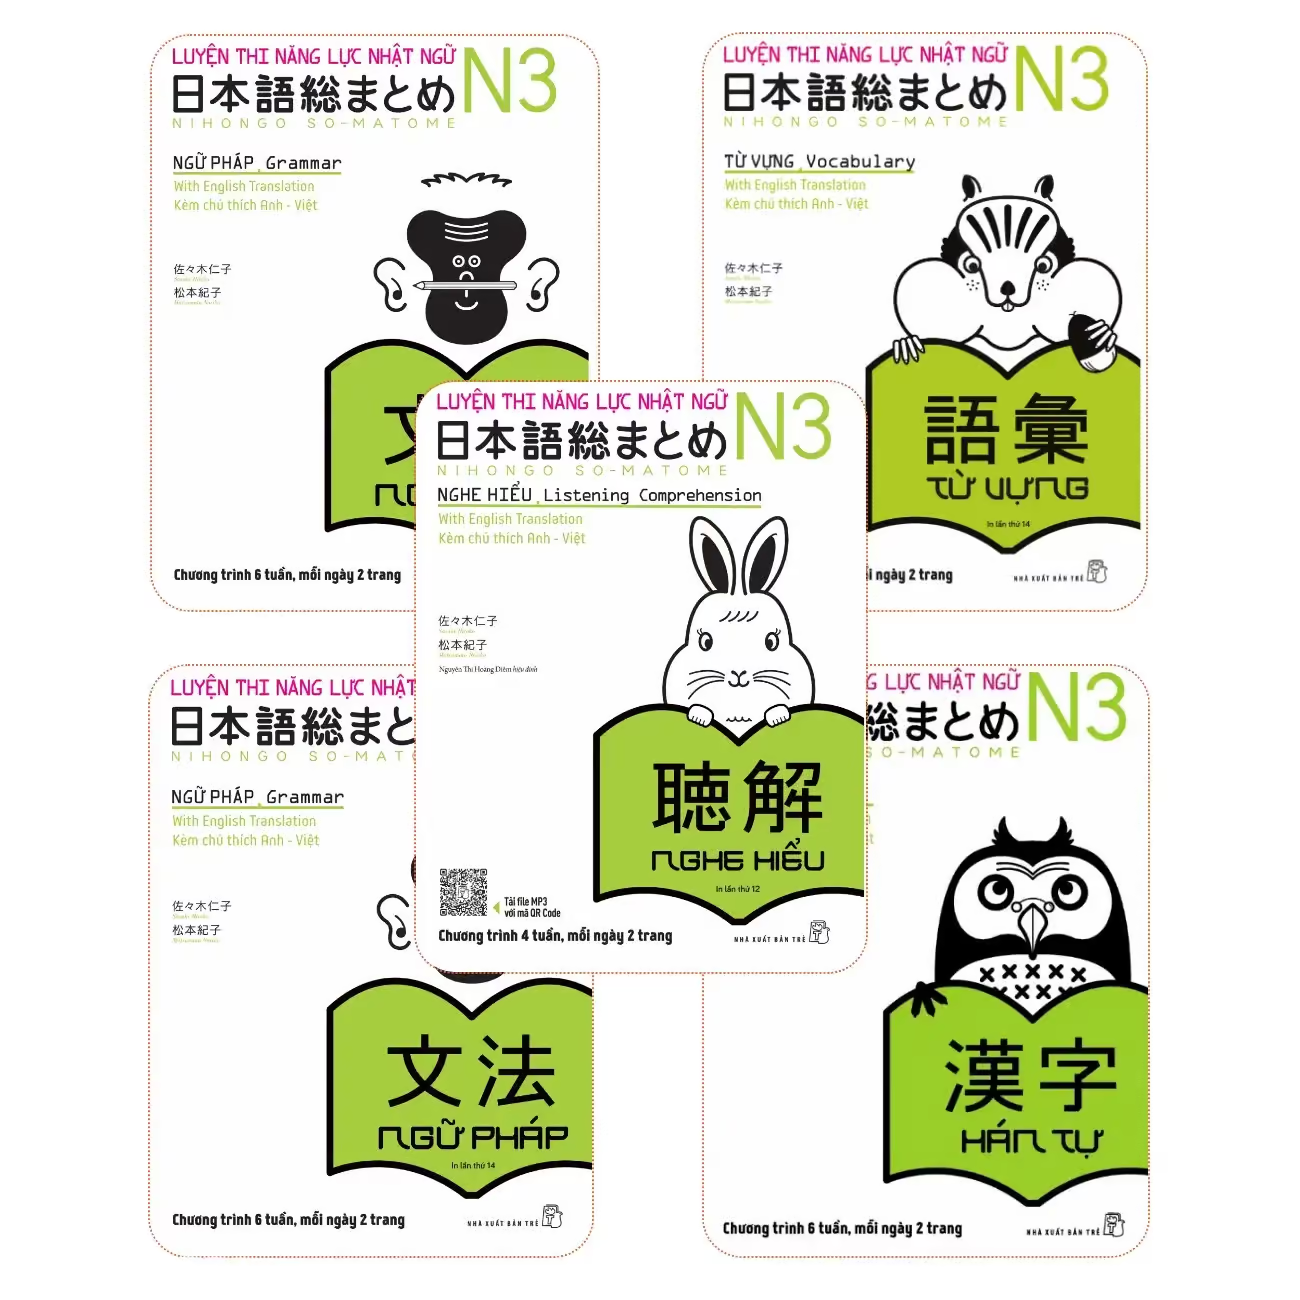 LUYỆN THI NĂNG LỰC NHẬT NGỮ N3
日本語総まとめ
NIHONGO SO-MATOME
NGỮ PHÁP Grammar
With English Translation
Kèm chú thích Anh - Việt
佐々木仁子
松本紀子
Chương trình 6 tuần, mỗi ngày 2 trang
LUYỆN THI NĂNG LỰC NHẬT NGỮ N3
日本語総まとめ
NIHONGO SO-MATOME
TỪ VỰNG Vocabulary
With English Translation
Kèm chú thích Anh - Việt
佐々木仁子
松本紀子
語彙
TỪ VỰNG
In lần thứ 14
ngày 2 trang
NHÀ XUẤT BẢN TRẺ
LUYỆN THI NĂNG LỰC NHẬT NGỮ N3
日本語総まとめ
NIHONGO SO-MATOME
NGHE HIỂU Listening Comprehension
With English Translation
Kèm chú thích Anh - Việt
佐々木仁子
松本紀子
Nguyễn Thị Hoàng Diễm hiệu đính
聴解
NGHE HIỂU
In lần thứ 12
Tải file MP3
với mã QR Code
Chương trình 4 tuần, mỗi ngày 2 trang
NHÀ XUẤT BẢN TRẺ
LUYỆN THI NĂNG LỰC NHẬT
日本語総まと
NIHONGO SO-MATO
NGỮ PHÁP Grammar
With English Translation
Kèm chú thích Anh - Việt
佐々木仁子
松本紀子
文法
NGỮ PHÁP
In lần thứ 14
Chương trình 6 tuần, mỗi ngày 2 trang
NHÀ XUẤT BẢN TRẺ
LỰC NHẬT NGỮ N3
総まとめ
SO-MATOME
漢字
HÁN TỰ
Chương trình 6 tuần, mỗi ngày 2 trang
NHÀ XUẤT BẢN TRẺ